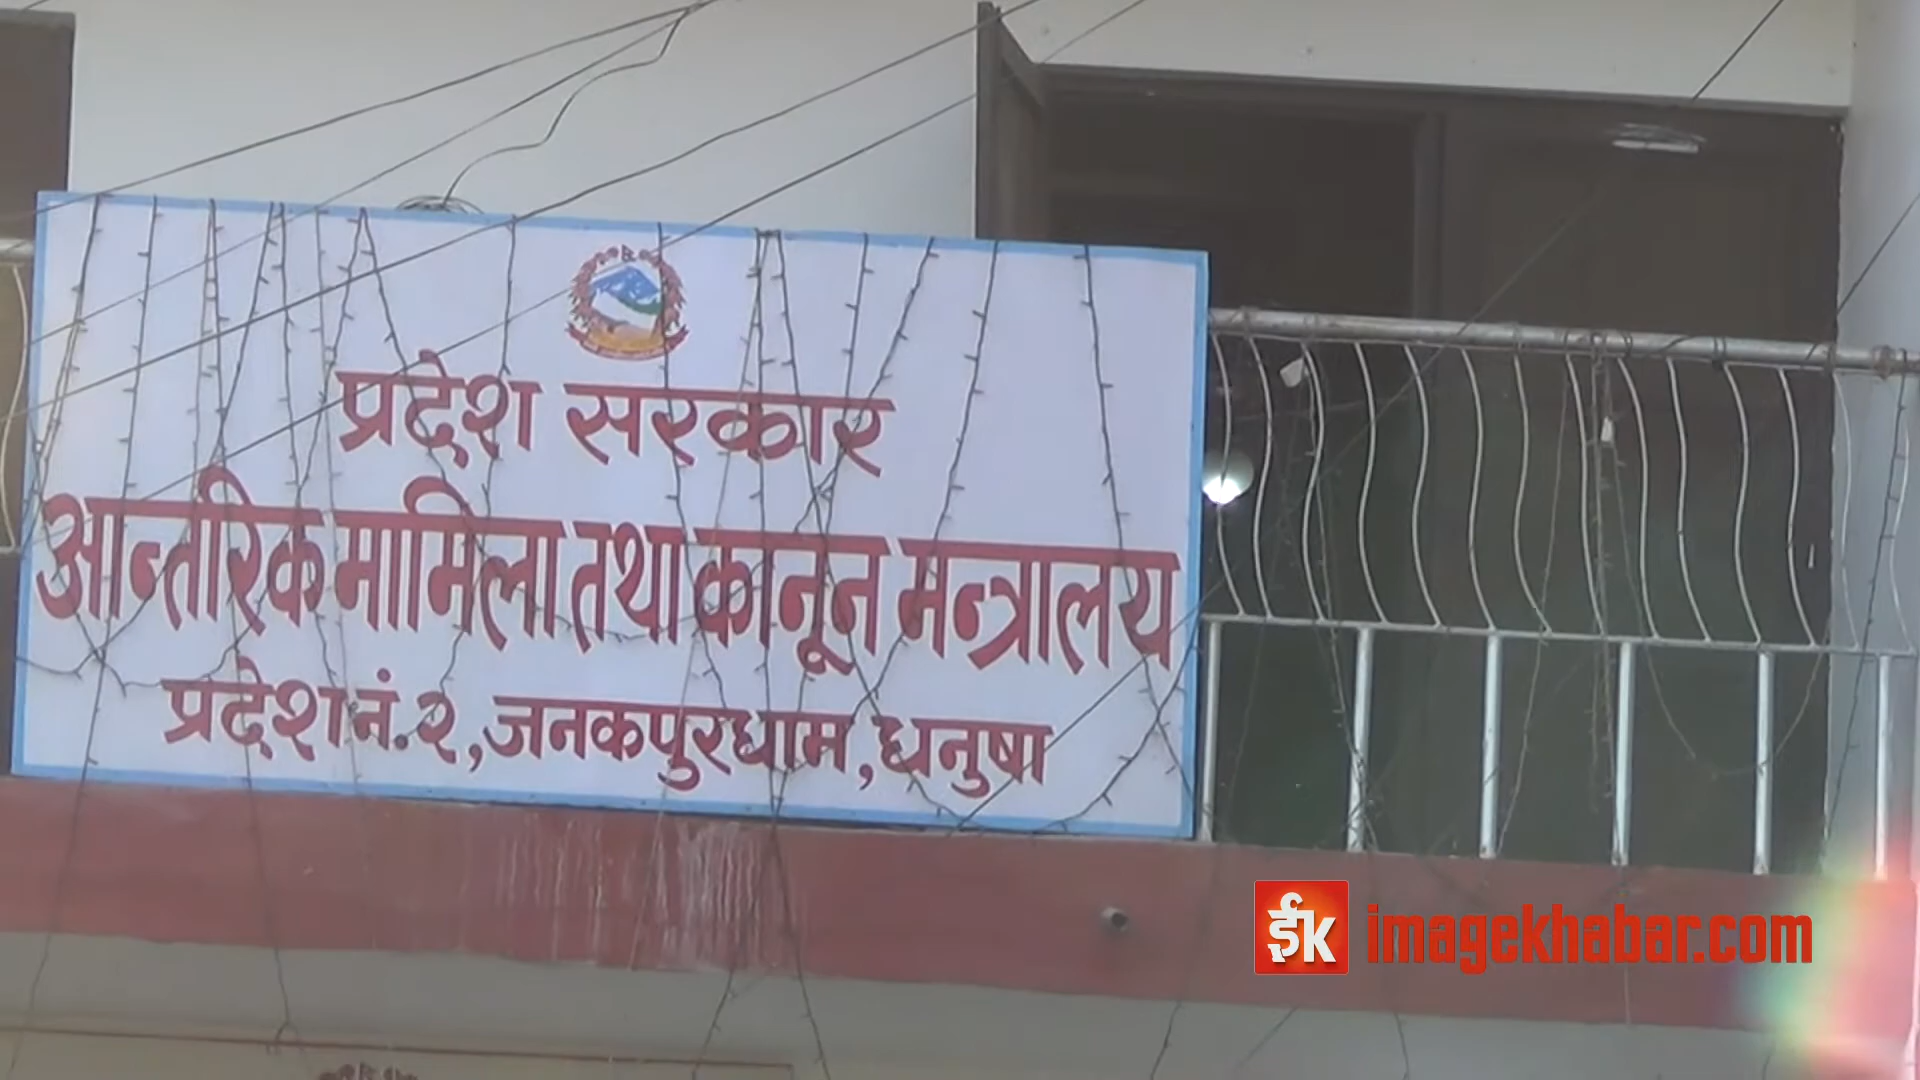 प्रदेश सरकार
आन्तरिक मामिला तथा कानून मन्त्रालय
प्रदेश नं. २, जनकपुरधाम, धनुषा
ईk imagekhabar.com